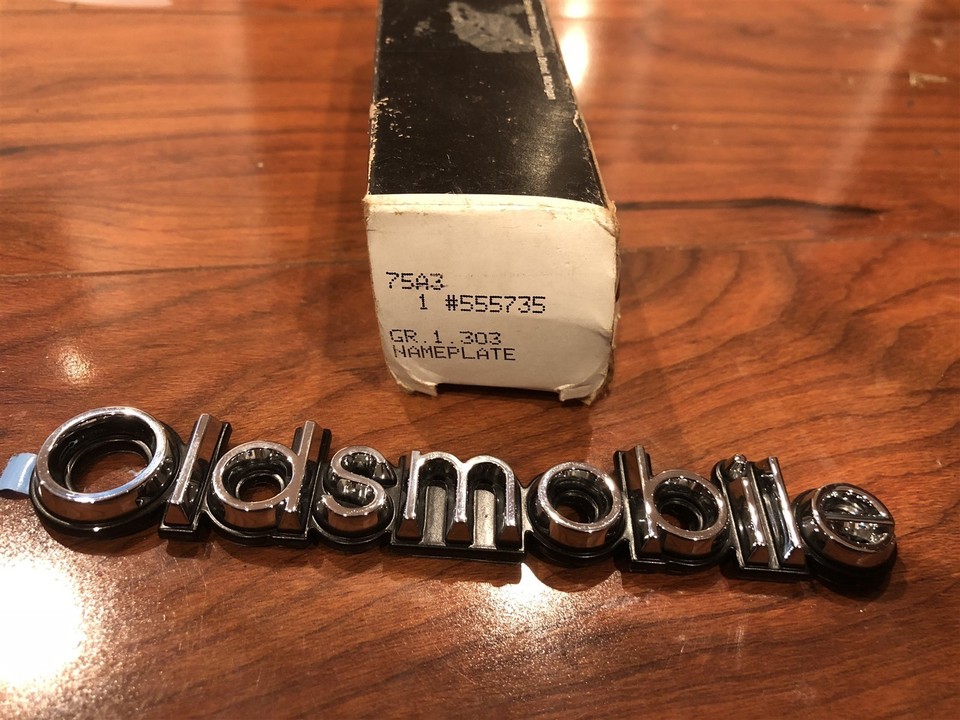 75A3
1 #555735
GR.1.303
NAMEPLATE
Oldsmobile